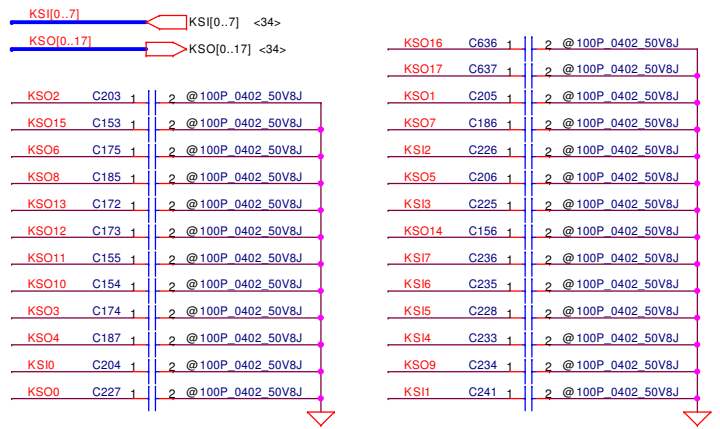 KSI[0..7]
KSI[0..7] <34>
KSO[0..17]
KSO[0..17] <34>
KSO2 C203 1 2 @100P_0402_50V8J
KSO15 C153 1 2 @100P_0402_50V8J
KSO6 C175 1 2 @100P_0402_50V8J
KSO8 C185 1 2 @100P_0402_50V8J
KSO13 C172 1 2 @100P_0402_50V8J
KSO12 C173 1 2 @100P_0402_50V8J
KSO11 C155 1 2 @100P_0402_50V8J
KSO10 C154 1 2 @100P_0402_50V8J
KSO3 C174 1 2 @100P_0402_50V8J
KSO4 C187 1 2 @100P_0402_50V8J
KSI0 C204 1 2 @100P_0402_50V8J
KSO0 C227 1 2 @100P_0402_50V8J
KSO16 C636 1 2 @100P_0402_50V8J
KSO17 C637 1 2 @100P_0402_50V8J
KSO1 C205 1 2 @100P_0402_50V8J
KSO7 C186 1 2 @100P_0402_50V8J
KSI2 C226 1 2 @100P_0402_50V8J
KSO5 C206 1 2 @100P_0402_50V8J
KSI3 C225 1 2 @100P_0402_50V8J
KSO14 C156 1 2 @100P_0402_50V8J
KSI7 C236 1 2 @100P_0402_50V8J
KSI6 C235 1 2 @100P_0402_50V8J
KSI5 C228 1 2 @100P_0402_50V8J
KSI4 C233 1 2 @100P_0402_50V8J
KSO9 C234 1 2 @100P_0402_50V8J
KSI1 C241 1 2 @100P_0402_50V8J